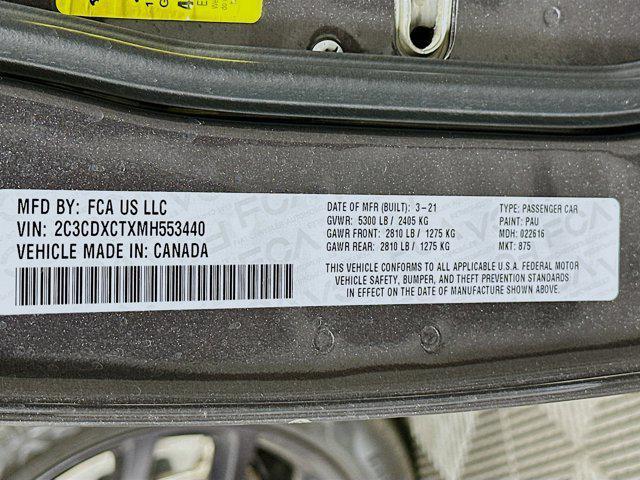 MFD BY: FCA US LLC
VIN: 2C3CDXCTXMH553440
VEHICLE MADE IN: CANADA
DATE OF MFR (BUILT): 3-21
GVWR: 5300 LB / 2405 KG
GAWR FRONT: 2810 LB / 1275 KG
GAWR REAR: 2810 LB / 1275 KG
TYPE: PASSENGER CAR
PAINT: PAU
MDH: 022616
MKT: 875
THIS VEHICLE CONFORMS TO ALL APPLICABLE U.S.A. FEDERAL MOTOR
VEHICLE SAFETY, BUMPER, AND THEFT PREVENTION STANDARDS
IN EFFECT ON THE DATE OF MANUFACTURE SHOWN ABOVE.